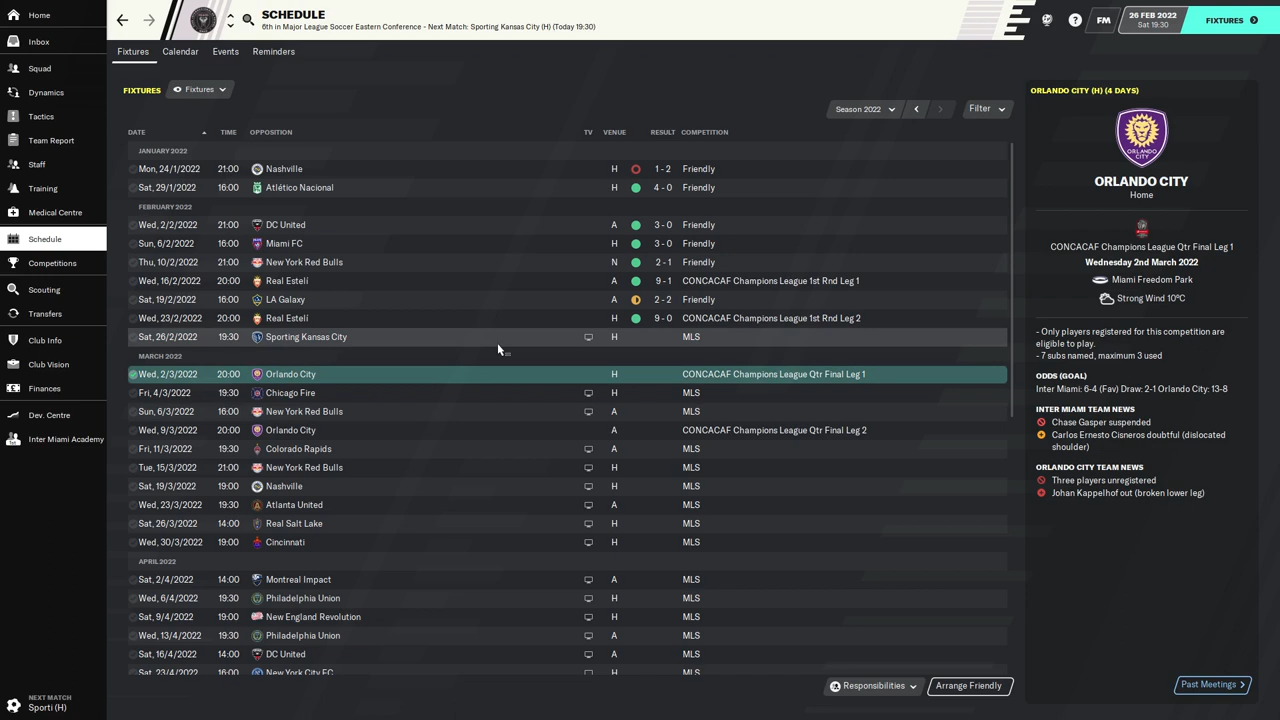 Home
SCHEDULE
6th in Major League Soccer Eastern Conference - Next Match: Sporting Kansas City (H) (Today 19:30)
FM
26 FEB 2022
Sat 19:30
FIXTURES
Inbox
Squad
Dynamics
Tactics
Team Report
Staff
Training
Medical Centre
Schedule
Competitions
Scouting
Transfers
Club Info
Club Vision
Finances
Dev. Centre
Inter Miami Academy
NEXT MATCH
Sporti (H)
Fixtures Calendar Events Reminders
FIXTURES Fixtures
Season 2022 Filter
DATE TIME OPPOSITION TV VENUE RESULT COMPETITION
JANUARY 2022
Mon, 24/1/2022 21:00 Nashville H 1 - 2 Friendly
Sat, 29/1/2022 16:00 Atlético Nacional H 4 - 0 Friendly
FEBRUARY 2022
Wed, 2/2/2022 21:00 DC United A 3 - 0 Friendly
Sun, 6/2/2022 16:00 Miami FC H 3 - 0 Friendly
Thu, 10/2/2022 21:00 New York Red Bulls N 2 - 1 Friendly
Wed, 16/2/2022 20:00 Real Estelí A 9 - 1 CONCACAF Champions League 1st Rnd Leg 1
Sat, 19/2/2022 16:00 LA Galaxy A 2 - 2 Friendly
Wed, 23/2/2022 20:00 Real Estelí H 9 - 0 CONCACAF Champions League 1st Rnd Leg 2
Sat, 26/2/2022 19:30 Sporting Kansas City H MLS
MARCH 2022
Wed, 2/3/2022 20:00 Orlando City H CONCACAF Champions League Qtr Final Leg 1
Fri, 4/3/2022 19:30 Chicago Fire H MLS
Sun, 6/3/2022 16:00 New York Red Bulls A MLS
Wed, 9/3/2022 20:00 Orlando City A CONCACAF Champions League Qtr Final Leg 2
Fri, 11/3/2022 19:30 Colorado Rapids A MLS
Tue, 15/3/2022 21:00 New York Red Bulls H MLS
Sat, 19/3/2022 19:00 Nashville H MLS
Wed, 23/3/2022 19:30 Atlanta United A MLS
Sat, 26/3/2022 14:00 Real Salt Lake H MLS
Wed, 30/3/2022 19:00 Cincinnati H MLS
APRIL 2022
Sat, 2/4/2022 14:00 Montreal Impact A MLS
Wed, 6/4/2022 19:30 Philadelphia Union H MLS
Sat, 9/4/2022 19:00 New England Revolution H MLS
Wed, 13/4/2022 19:30 Philadelphia Union A MLS
Sat, 16/4/2022 14:00 DC United A MLS
Sat, 23/4/2022 16:00 New York City FC H MLS
Responsibilities Arrange Friendly
ORLANDO CITY (H) (4 DAYS)
ORLANDO CITY
ORLANDO CITY
Home
CONCACAF Champions League Qtr Final Leg 1
Wednesday 2nd March 2022
Miami Freedom Park
Strong Wind 10ºC
- Only players registered for this competition are
eligible to play.
- 7 subs named, maximum 3 used
ODDS (GOAL)
Inter Miami: 6-4 (Fav) Draw: 2-1 Orlando City: 13-8
INTER MIAMI TEAM NEWS
Chase Gasper suspended
Carlos Ernesto Cisneros doubtful (dislocated
shoulder)
ORLANDO CITY TEAM NEWS
Three players unregistered
Johan Kappelhof out (broken lower leg)
Past Meetings